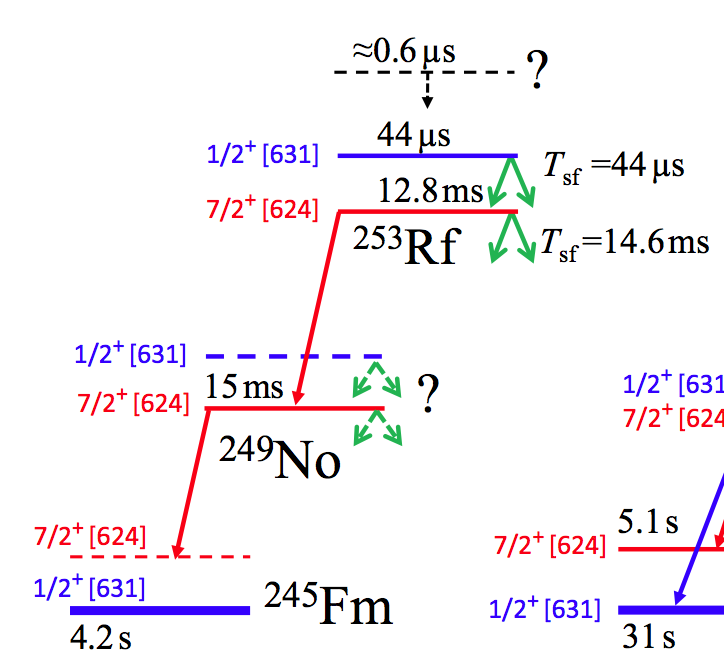 ≈0.6 μs
?
44 μs
1/2⁺ [631]
T_sf =44 μs
12.8 ms
7/2⁺ [624]
²⁵³Rf
T_sf=14.6 ms
1/2⁺ [631]
15 ms
?
7/2⁺ [624]
²⁴⁹No
1/2⁺ [631
7/2⁺ [624
7/2⁺ [624]
5.1 s
7/2⁺ [624]
1/2⁺ [631]
²⁴⁵Fm
1/2⁺ [631]
4.2 s
31 s